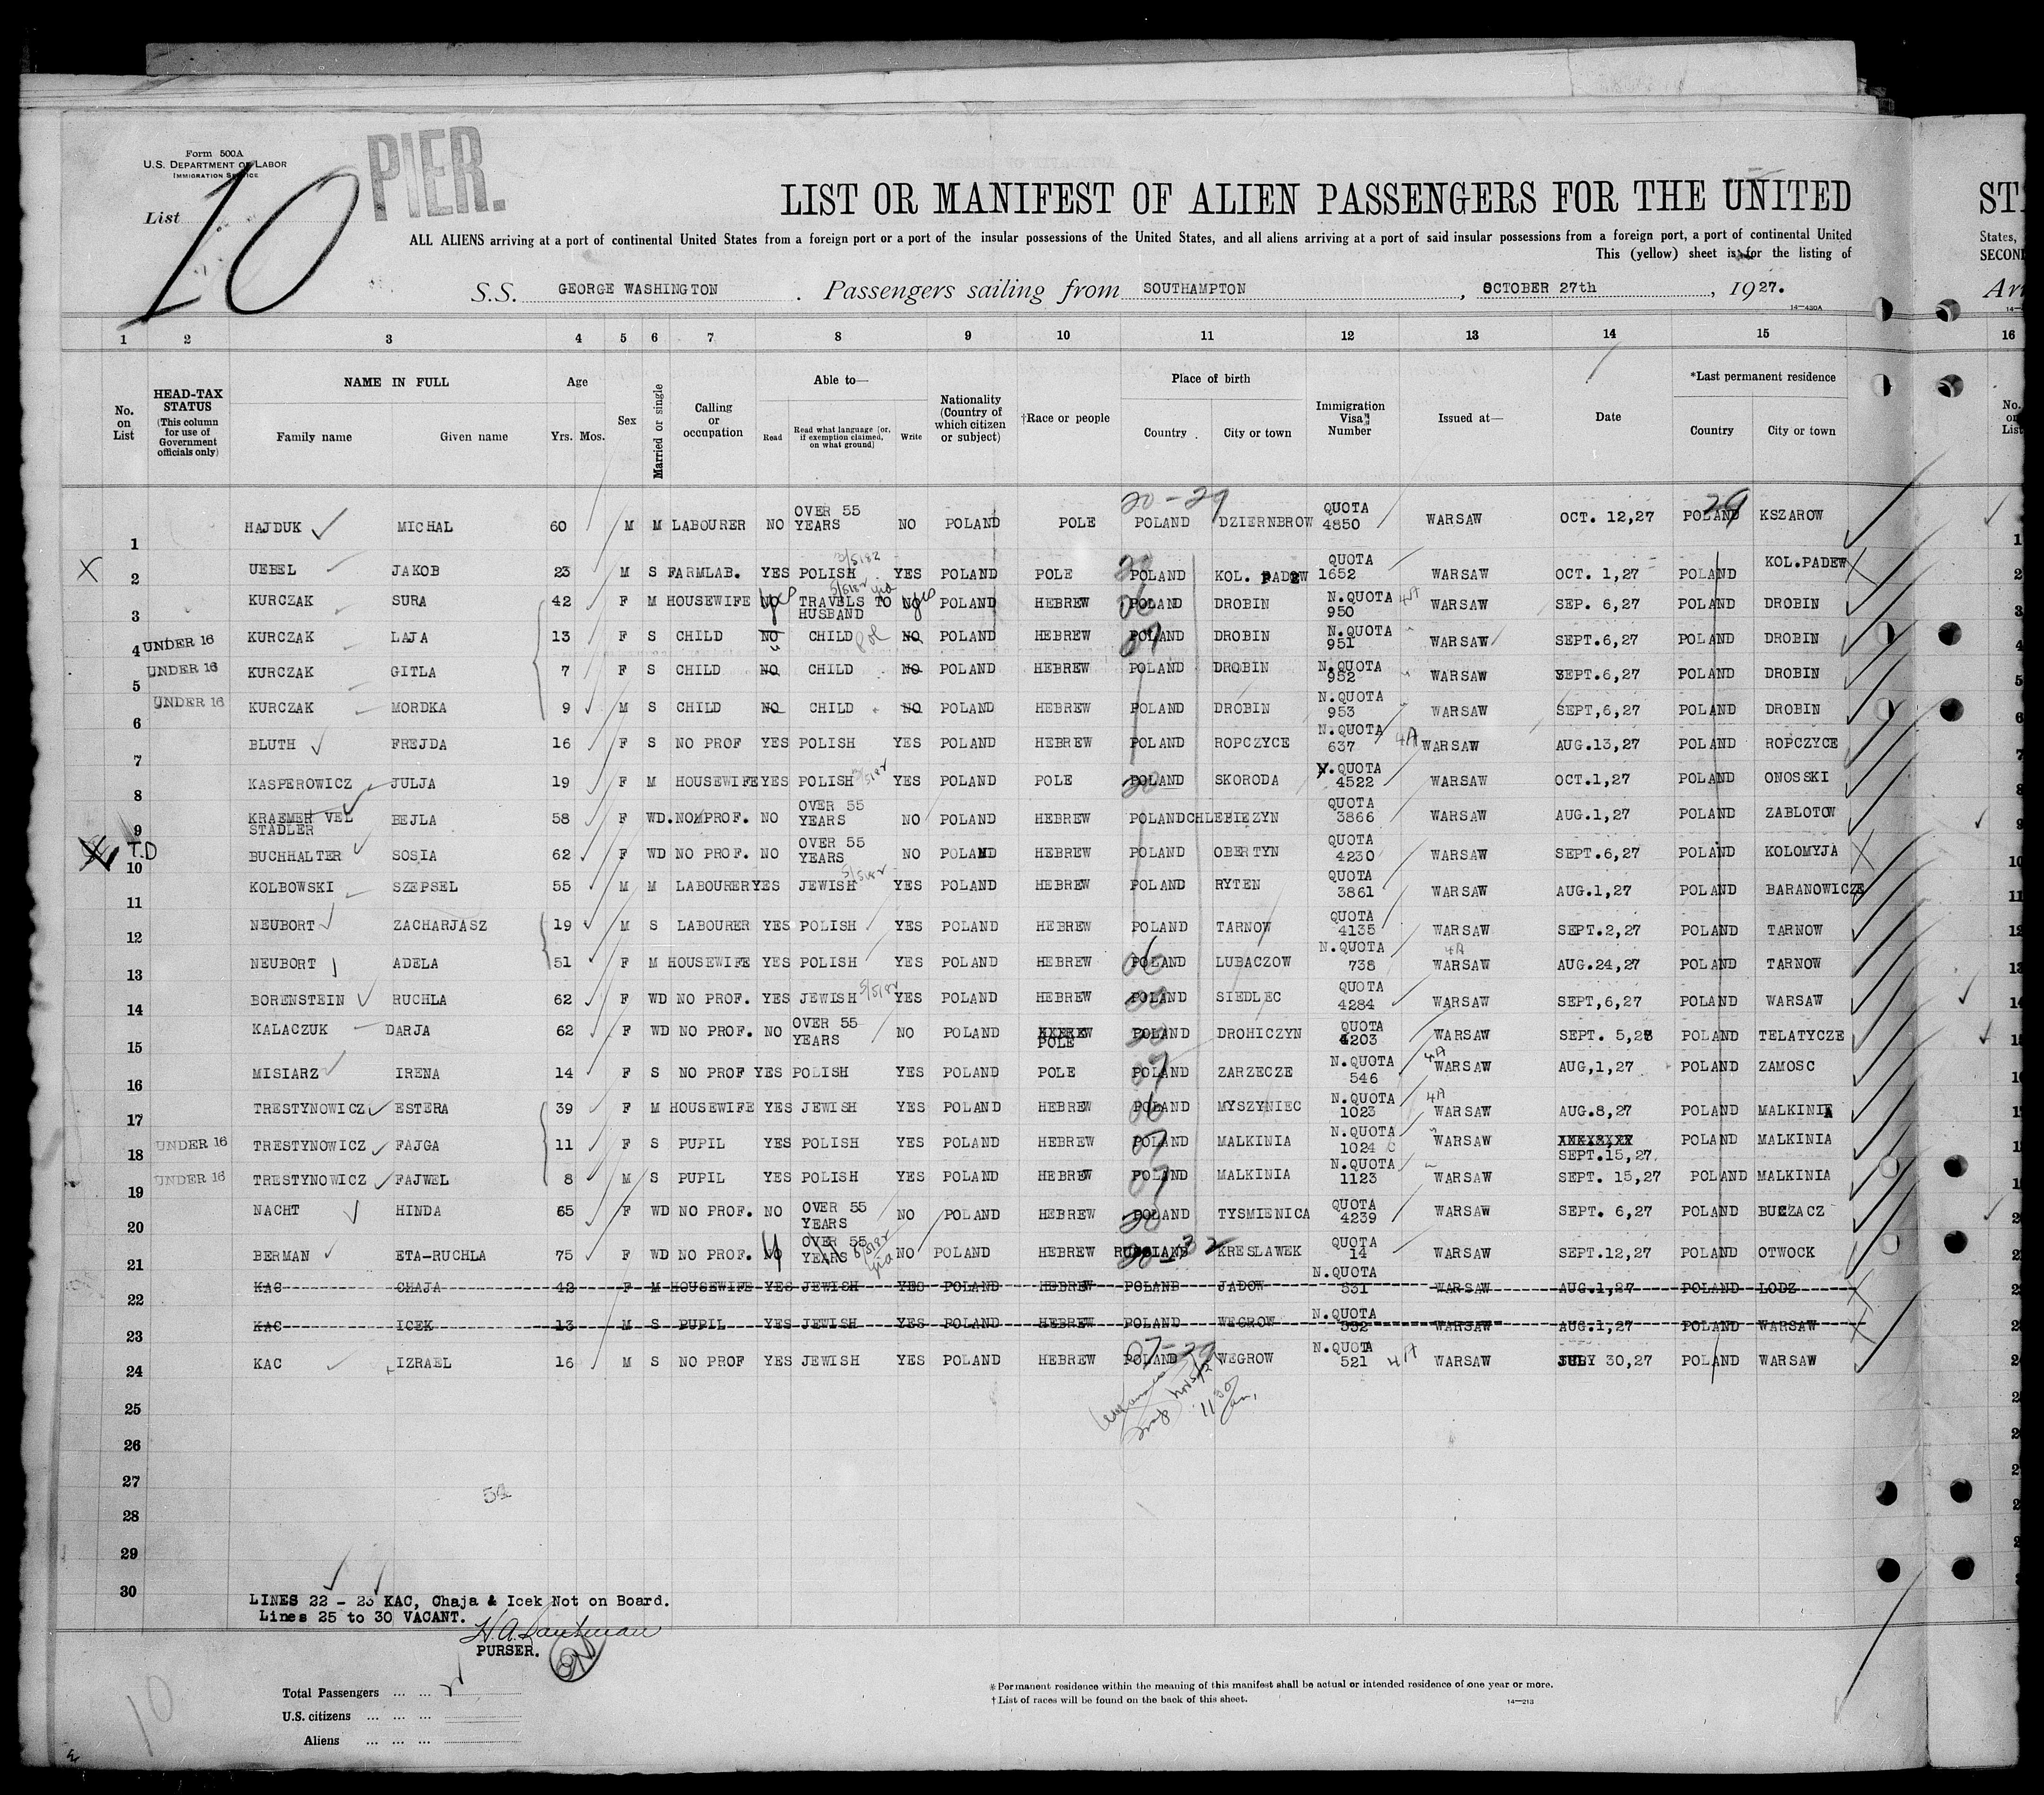 Form 500A
U.S. DEPARTMENT OF LABOR
IMMIGRATION SERVICE
List 10
PIER.
LIST OR MANIFEST OF ALIEN PASSENGERS FOR THE UNITED
ST
ALL ALIENS arriving at a port of continental United States from a foreign port or a port of the insular possessions of the United States, and all aliens arriving at a port of said insular possessions from a foreign port, a port of continental United
States,
This (yellow) sheet is for the listing of
SECON
S.S. GEORGE WASHINGTON . Passengers sailing from SOUTHAMPTON , OCTOBER 27th , 1927.
Arr
14—430A
1 2 3 4 5 6 7 8 9 10 11 12 13 14 15 16
No. on List
HEAD-TAX STATUS (This column for use of Government officials only)
NAME IN FULL Family name Given name
Age Yrs. Mos.
Sex
Married or single
Calling or occupation
Able to— Read Read what language (or, if exemption claimed, on what ground) Write
Nationality (Country of which citizen or subject)
†Race or people
Place of birth Country City or town
Immigration Visa Number
Issued at—
Date
*Last permanent residence Country City or town
No. on List
20-29 29
1 HAJDUK MICHAL 60 M M LABOURER NO OVER 55 YEARS NO POLAND POLE POLAND DZIERNBROW QUOTA 4850 WARSAW OCT. 12,27 POLAND KSZAROW
X 2 UEBEL JAKOB 23 M S FARMLAB. YES POLISH YES POLAND POLE POLAND KOL. PADEW QUOTA 1652 WARSAW OCT. 1,27 POLAND KOL.PADEW
3 KURCZAK SURA 42 F M HOUSEWIFE NO yes TRAVELS TO HUSBAND NO yes POLAND HEBREW POLAND DROBIN N.QUOTA 950 4A WARSAW SEP. 6,27 POLAND DROBIN
4 UNDER 16 KURCZAK LAJA 13 F S CHILD NO CHILD Pol NO POLAND HEBREW POLAND DROBIN N.QUOTA 951 WARSAW SEPT.6,27 POLAND DROBIN
5 UNDER 16 KURCZAK GITLA 7 F S CHILD NO CHILD NO POLAND HEBREW POLAND DROBIN N.QUOTA 952 WARSAW SEPT.6,27 POLAND DROBIN
6 UNDER 16 KURCZAK MORDKA 9 M S CHILD NO CHILD NO POLAND HEBREW POLAND DROBIN N.QUOTA 953 WARSAW SEPT,6,27 POLAND DROBIN
7 BLUTH FREJDA 16 F S NO PROF YES POLISH YES POLAND HEBREW POLAND ROPCZYCE N.QUOTA 637 4A WARSAW AUG.13,27 POLAND ROPCZYCE
8 KASPEROWICZ JULJA 19 F M HOUSEWIFE YES POLISH YES POLAND POLE POLAND SKORODA QUOTA 4522 WARSAW OCT.1,27 POLAND ONOSSKI
9 KRAEMER VEL STADLER BEJLA 58 F WD. NO PROF. NO OVER 55 YEARS NO POLAND HEBREW POLAND CHLEBIEZYN QUOTA 3866 WARSAW AUG.1,27 POLAND ZABLOTOW
X T.D 10 BUCHHALTER SOSIA 62 F WD NO PROF. NO OVER 55 YEARS NO POLAND HEBREW POLAND OBERTYN QUOTA 4230 WARSAW SEPT.6,27 POLAND KOLOMYJA
11 KOLBOWSKI SZEPSEL 55 M M LABOURER YES JEWISH YES POLAND HEBREW POLAND RYTEN QUOTA 3861 WARSAW AUG.1,27 POLAND BARANOWICZE
12 NEUBORT ZACHARJASZ 19 M S LABOURER YES POLISH YES POLAND HEBREW POLAND TARNOW QUOTA 4135 WARSAW SEPT.2,27 POLAND TARNOW
13 NEUBORT ADELA 51 F M HOUSEWIFE YES POLISH YES POLAND HEBREW POLAND LUBACZOW N.QUOTA 738 4A WARSAW AUG.24,27 POLAND TARNOW
14 BORENSTEIN RUCHLA 62 F WD NO PROF. YES JEWISH YES POLAND HEBREW POLAND SIEDLEC QUOTA 4284 WARSAW SEPT,6,27 POLAND WARSAW
15 KALACZUK DARJA 62 F WD NO PROF. NO OVER 55 YEARS NO POLAND POLE POLAND DROHICZYN QUOTA 4203 WARSAW SEPT. 5,28 POLAND TELATYCZE
16 MISIARZ IRENA 14 F S NO PROF YES POLISH YES POLAND POLE POLAND ZARZECZE N.QUOTA 546 4A WARSAW AUG,1,27 POLAND ZAMOSC
17 TRESTYNOWICZ ESTERA 39 F M HOUSEWIFE YES JEWISH YES POLAND HEBREW POLAND MYSZYNIEC N.QUOTA 1023 4A WARSAW AUG.8,27 POLAND MALKINIA
18 UNDER 16 TRESTYNOWICZ FAJGA 11 F S PUPIL YES POLISH YES POLAND HEBREW POLAND MALKINIA N.QUOTA 1024 C WARSAW SEPT.15,27 POLAND MALKINIA
19 UNDER 16 TRESTYNOWICZ FAJWEL 8 M S PUPIL YES POLISH YES POLAND HEBREW POLAND MALKINIA N.QUOTA 1123 WARSAW SEPT. 15,27 POLAND MALKINIA
20 NACHT HINDA 65 F WD NO PROF. NO OVER 55 YEARS NO POLAND HEBREW POLAND TYSMIENICA QUOTA 4239 WARSAW SEPT. 6,27 POLAND BUCZACZ
21 BERMAN ETA-RUCHLA 75 F WD NO PROF. NO OVER 55 YEARS NO POLAND HEBREW KRESLAWEK QUOTA 14 WARSAW SEPT.12,27 POLAND OTWOCK
22 KAC CHAJA 42 F M HOUSEWIFE YES JEWISH YES POLAND HEBREW POLAND JADOW N.QUOTA 531 WARSAW AUG.1,27 POLAND LODZ
23 KAC ICEK 13 M S PUPIL YES JEWISH YES POLAND HEBREW POLAND WEGROW N.QUOTA 532 WARSAW AUG.1,27 POLAND WARSAW
24 KAC IZRAEL 16 M S NO PROF YES JEWISH YES POLAND HEBREW POLAND WEGROW N.QUOTA 521 4A WARSAW JULY 30,27 POLAND WARSAW
25
26
27
28
29
30
LINES 22 - 23 KAC, Chaja & Icek Not on Board.
Lines 25 to 30 VACANT.
PURSER.
Total Passengers ... ...
U.S. citizens ... ... ...
Aliens ... ... ...
10
*Permanent residence within the meaning of this manifest shall be actual or intended residence of one year or more.
†List of races will be found on the back of this sheet.
14—213